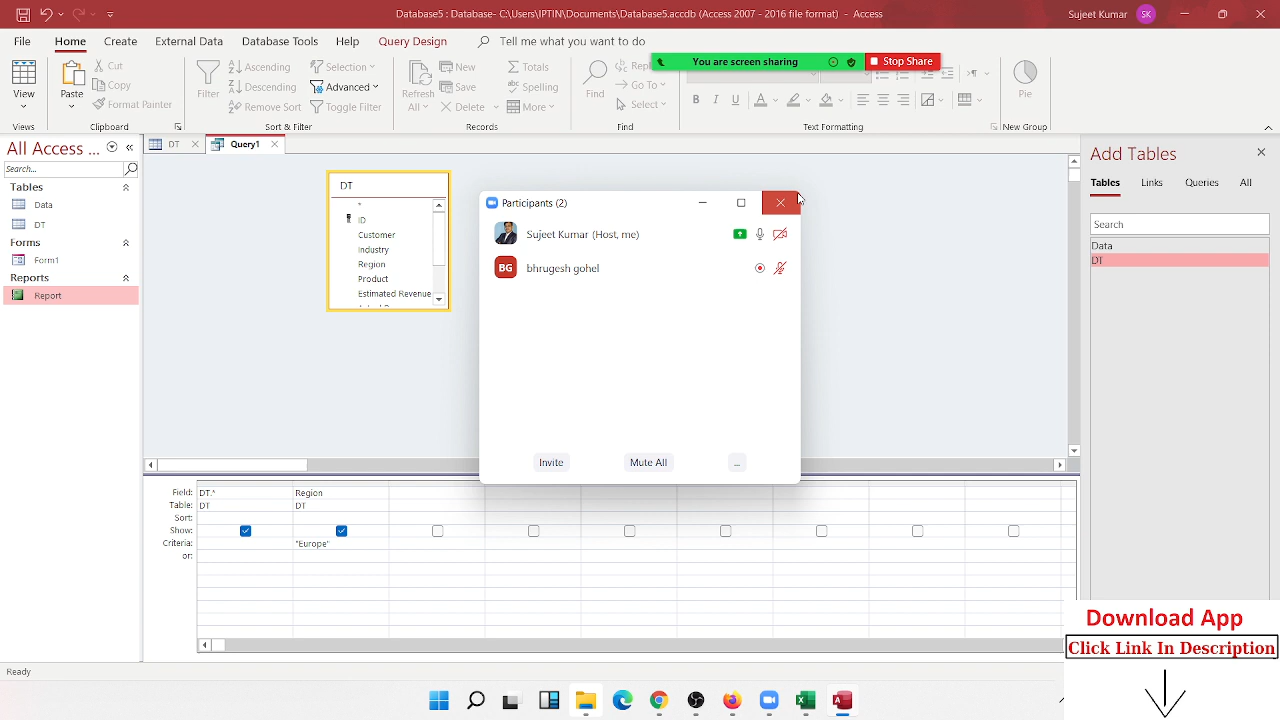 Database5 : Database- C:\Users\IPTIN\Documents\Database5.accdb (Access 2007 - 2016 file format) - Access
Sujeet Kumar SK
File Home Create External Data Database Tools Help Query Design Tell me what you want to do
You are screen sharing Stop Share
View
Views
Paste
Cut
Copy
Format Painter
Clipboard
Filter
Ascending
Descending
Remove Sort
Selection
Advanced
Toggle Filter
Sort & Filter
Refresh
All
New
Save
Delete
Totals
Spelling
More
Records
Find
Go To
Select
Find
B I U A
Text Formatting
Pie
New Group
All Access ...
Search...
Tables
Data
DT
Forms
Form1
Reports
Report
DT Query1
DT
*
ID
Customer
Industry
Region
Product
Estimated Revenue
Participants (2)
Sujeet Kumar (Host, me)
BG bhrugesh gohel
Invite Mute All ...
Add Tables
Tables Links Queries All
Search
Data
DT
Field: DT.* Region
Table: DT DT
Sort:
Show:
Criteria: "Europe"
or:
Ready
Download App
Click Link In Description